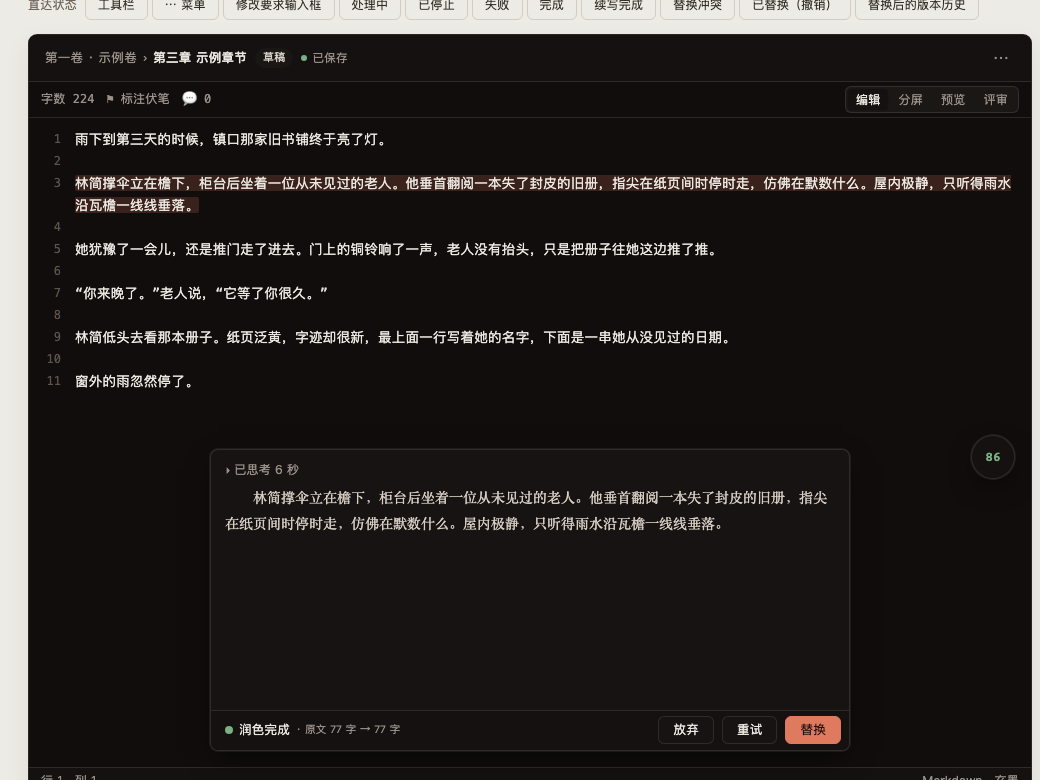 直达状态 工具栏 ··· 菜单 修改要求输入框 处理中 已停止 失败 完成 续写完成 替换冲突 已替换（撤销） 替换后的版本历史
第一卷 · 示例卷 › 第三章 示例章节 草稿 已保存 ···
字数 224 标注伏笔 0 编辑 分屏 预览 评审
1 雨下到第三天的时候，镇口那家旧书铺终于亮了灯。
2
3 林简撑伞立在檐下，柜台后坐着一位从未见过的老人。他垂首翻阅一本失了封皮的旧册，指尖在纸页间时停时走，仿佛在默数什么。屋内极静，只听得雨水
沿瓦檐一线线垂落。
4
5 她犹豫了一会儿，还是推门走了进去。门上的铜铃响了一声，老人没有抬头，只是把册子往她这边推了推。
6
7 “你来晚了。”老人说，“它等了你很久。”
8
9 林简低头去看那本册子。纸页泛黄，字迹却很新，最上面一行写着她的名字，下面是一串她从没见过的日期。
10
11 窗外的雨忽然停了。
86
已思考 6 秒
林简撑伞立在檐下，柜台后坐着一位从未见过的老人。他垂首翻阅一本失了封皮的旧册，指尖
在纸页间时停时走，仿佛在默数什么。屋内极静，只听得雨水沿瓦檐一线线垂落。
润色完成 · 原文 77 字 → 77 字 放弃 重试 替换
行 1，列 1 Markdown